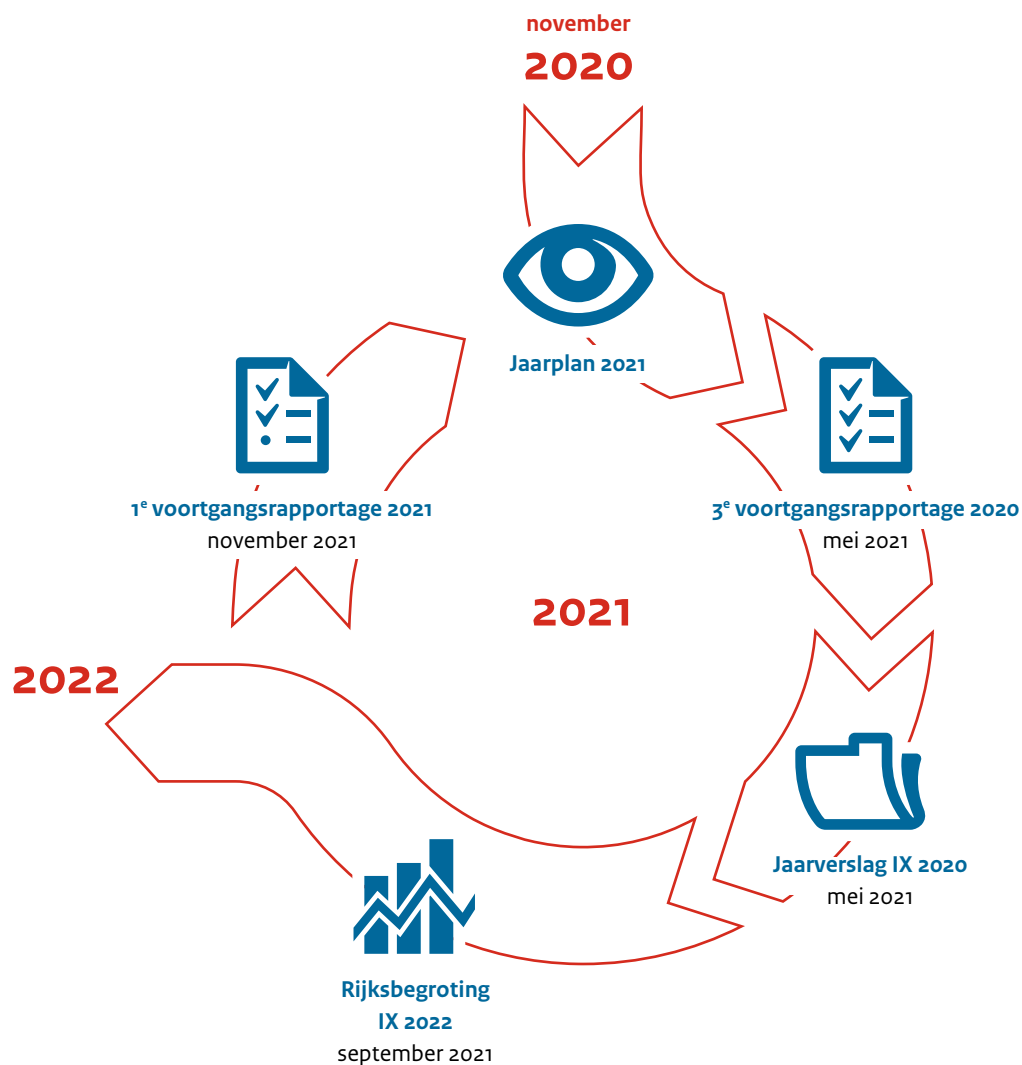 november
2020
Jaarplan 2021
3e voortgangsrapportage 2020
mei 2021
Jaarverslag IX 2020
mei 2021
Rijksbegroting
IX 2022
september 2021
2022
1e voortgangsrapportage 2021
november 2021
2021